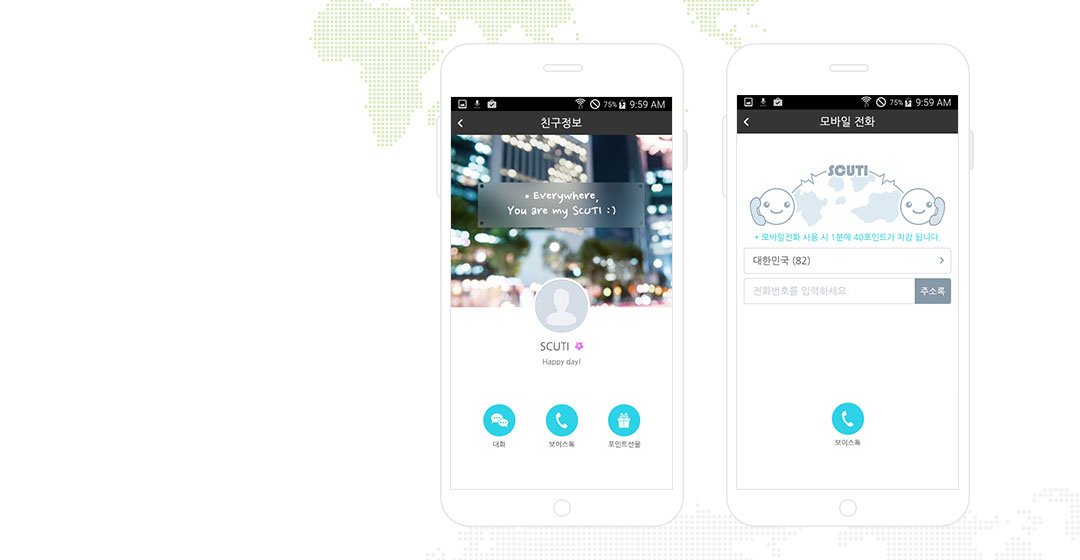 75% 9:59 AM
친구정보
* Everywhere,
You are my SCUTI :)
SCUTI
Happy day!
대화
보이스톡
포인트선물
75% 9:59 AM
모바일 전화
SCUTI
* 모바일전화 사용 시 1분에 40포인트가 차감 됩니다.
대한민국 (82)
전화번호를 입력하세요.
주소록
보이스톡